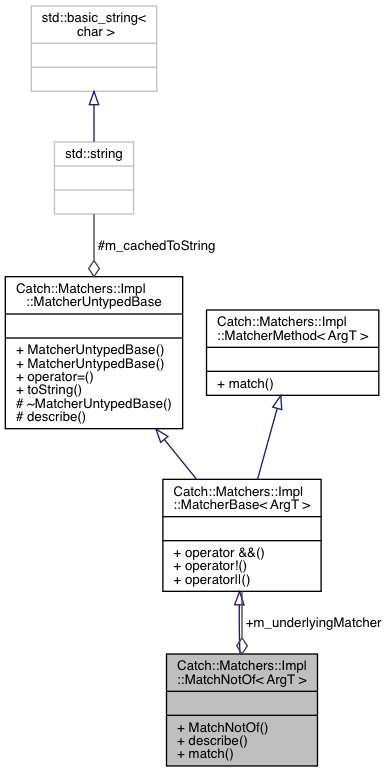 std::basic_string<
char >
std::string
#m_cachedToString
Catch::Matchers::Impl
::MatcherUntypedBase
+ MatcherUntypedBase()
+ MatcherUntypedBase()
+ operator=()
+ toString()
# ~MatcherUntypedBase()
# describe()
Catch::Matchers::Impl
::MatcherMethod< ArgT >
+ match()
Catch::Matchers::Impl
::MatcherBase< ArgT >
+ operator &&()
+ operator!()
+ operator||()
+m_underlyingMatcher
Catch::Matchers::Impl
::MatchNotOf< ArgT >
+ MatchNotOf()
+ describe()
+ match()